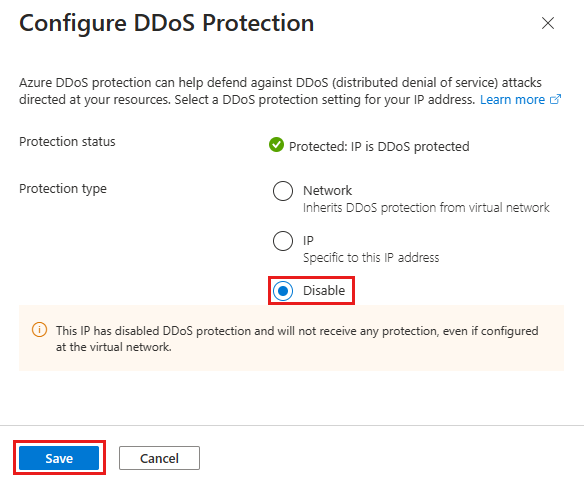 Configure DDoS Protection
Azure DDoS protection can help defend against DDoS (distributed denial of service) attacks
directed at your resources. Select a DDoS protection setting for your IP address. Learn more
Protection status
Protected: IP is DDoS protected
Protection type
Network
Inherits DDoS protection from virtual network
IP
Specific to this IP address
Disable
This IP has disabled DDoS protection and will not receive any protection, even if configured
at the virtual network.
Save
Cancel